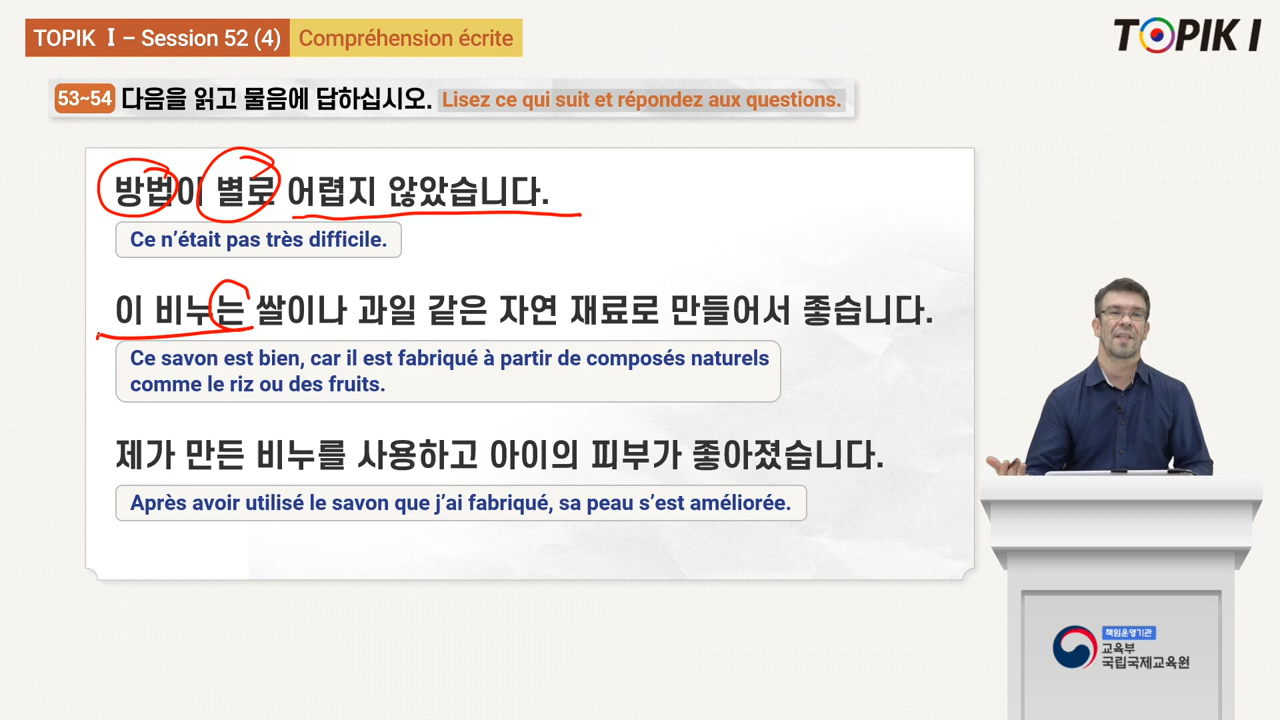 TOPIK I – Session 52 (4) Compréhension écrite
TOPIK I
53~54 다음을 읽고 물음에 답하십시오. Lisez ce qui suit et répondez aux questions.
방법이 별로 어렵지 않았습니다.
Ce n’était pas très difficile.
이 비누는 쌀이나 과일 같은 자연 재료로 만들어서 좋습니다.
Ce savon est bien, car il est fabriqué à partir de composés naturels
comme le riz ou des fruits.
제가 만든 비누를 사용하고 아이의 피부가 좋아졌습니다.
Après avoir utilisé le savon que j’ai fabriqué, sa peau s’est améliorée.
책임운영기관
교육부
국립국제교육원